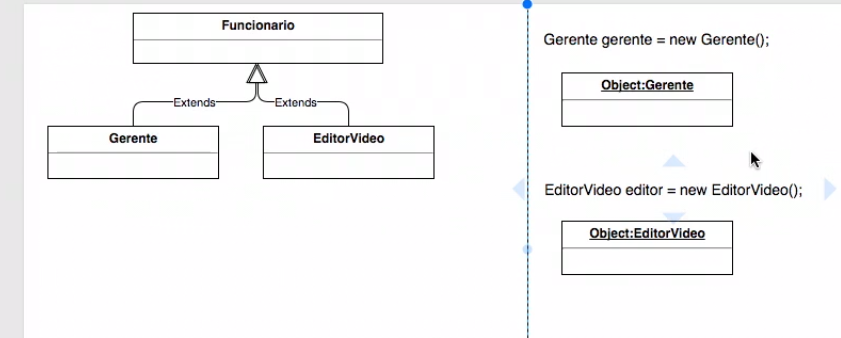 Funcionario
Extends
Extends
Gerente
EditorVideo
Gerente gerente = new Gerente();
Object:Gerente
EditorVideo editor = new EditorVideo();
Object:EditorVideo